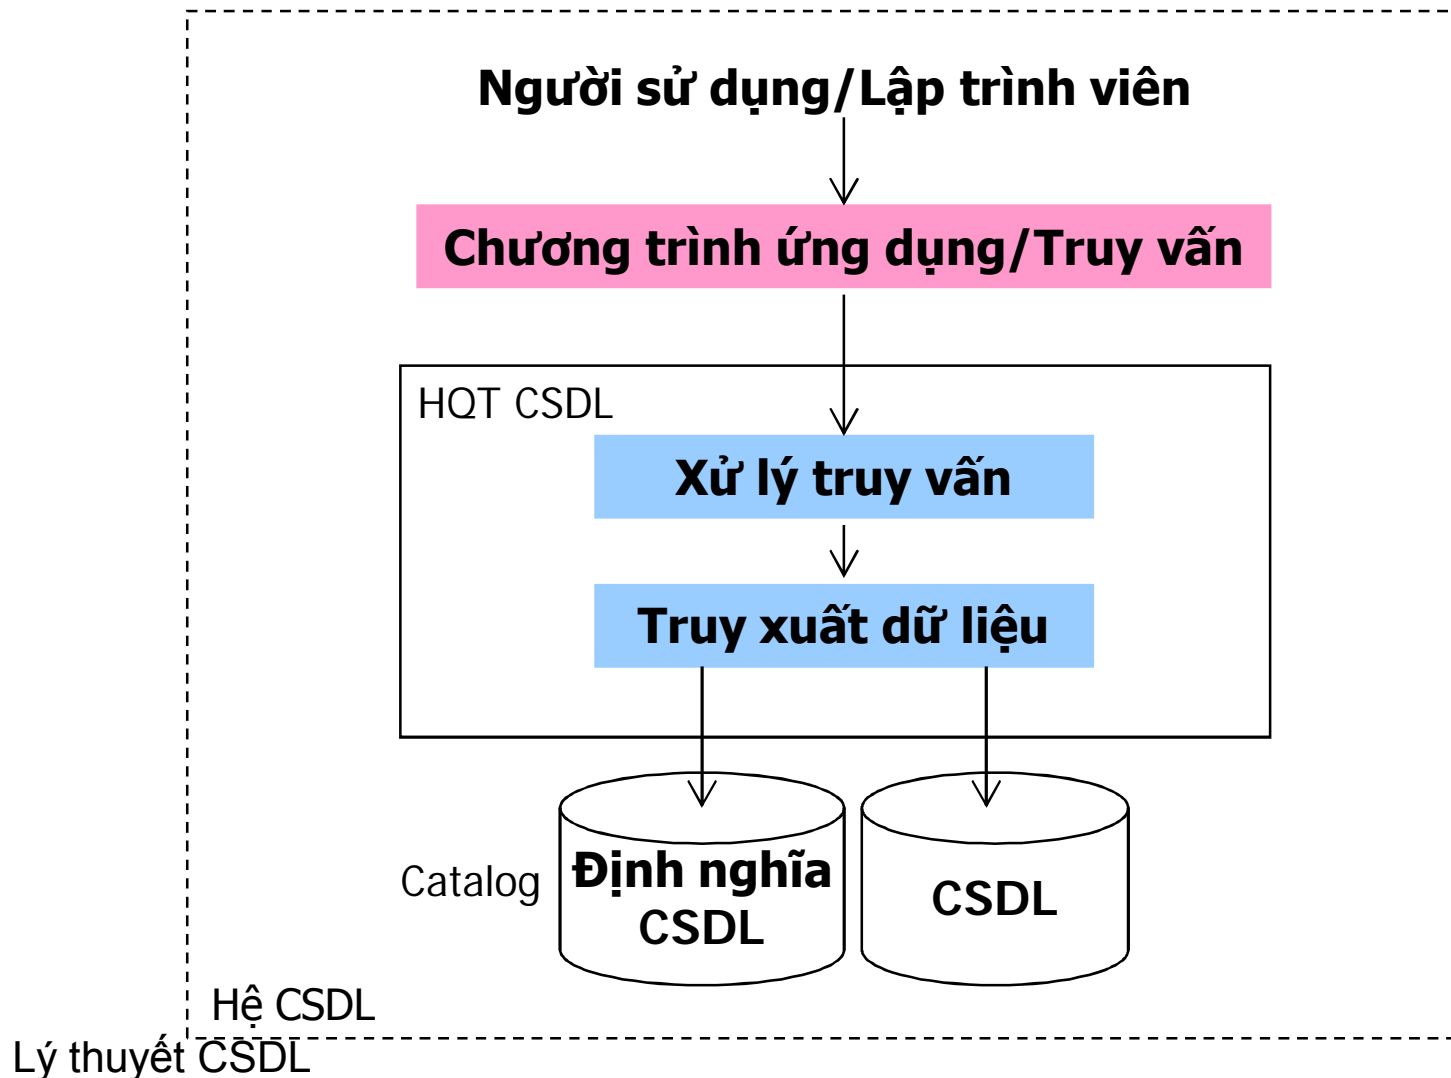 Người sử dụng/Lập trình viên
Chương trình ứng dụng/Truy vấn
HQT CSDL
Xử lý truy vấn
Truy xuất dữ liệu
Catalog
Định nghĩa
CSDL
CSDL
Hệ CSDL
Lý thuyết CSDL